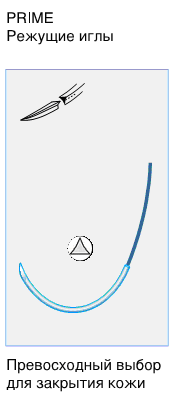 PRIME
Режущие иглы
Превосходный выбор
для закрытия кожи